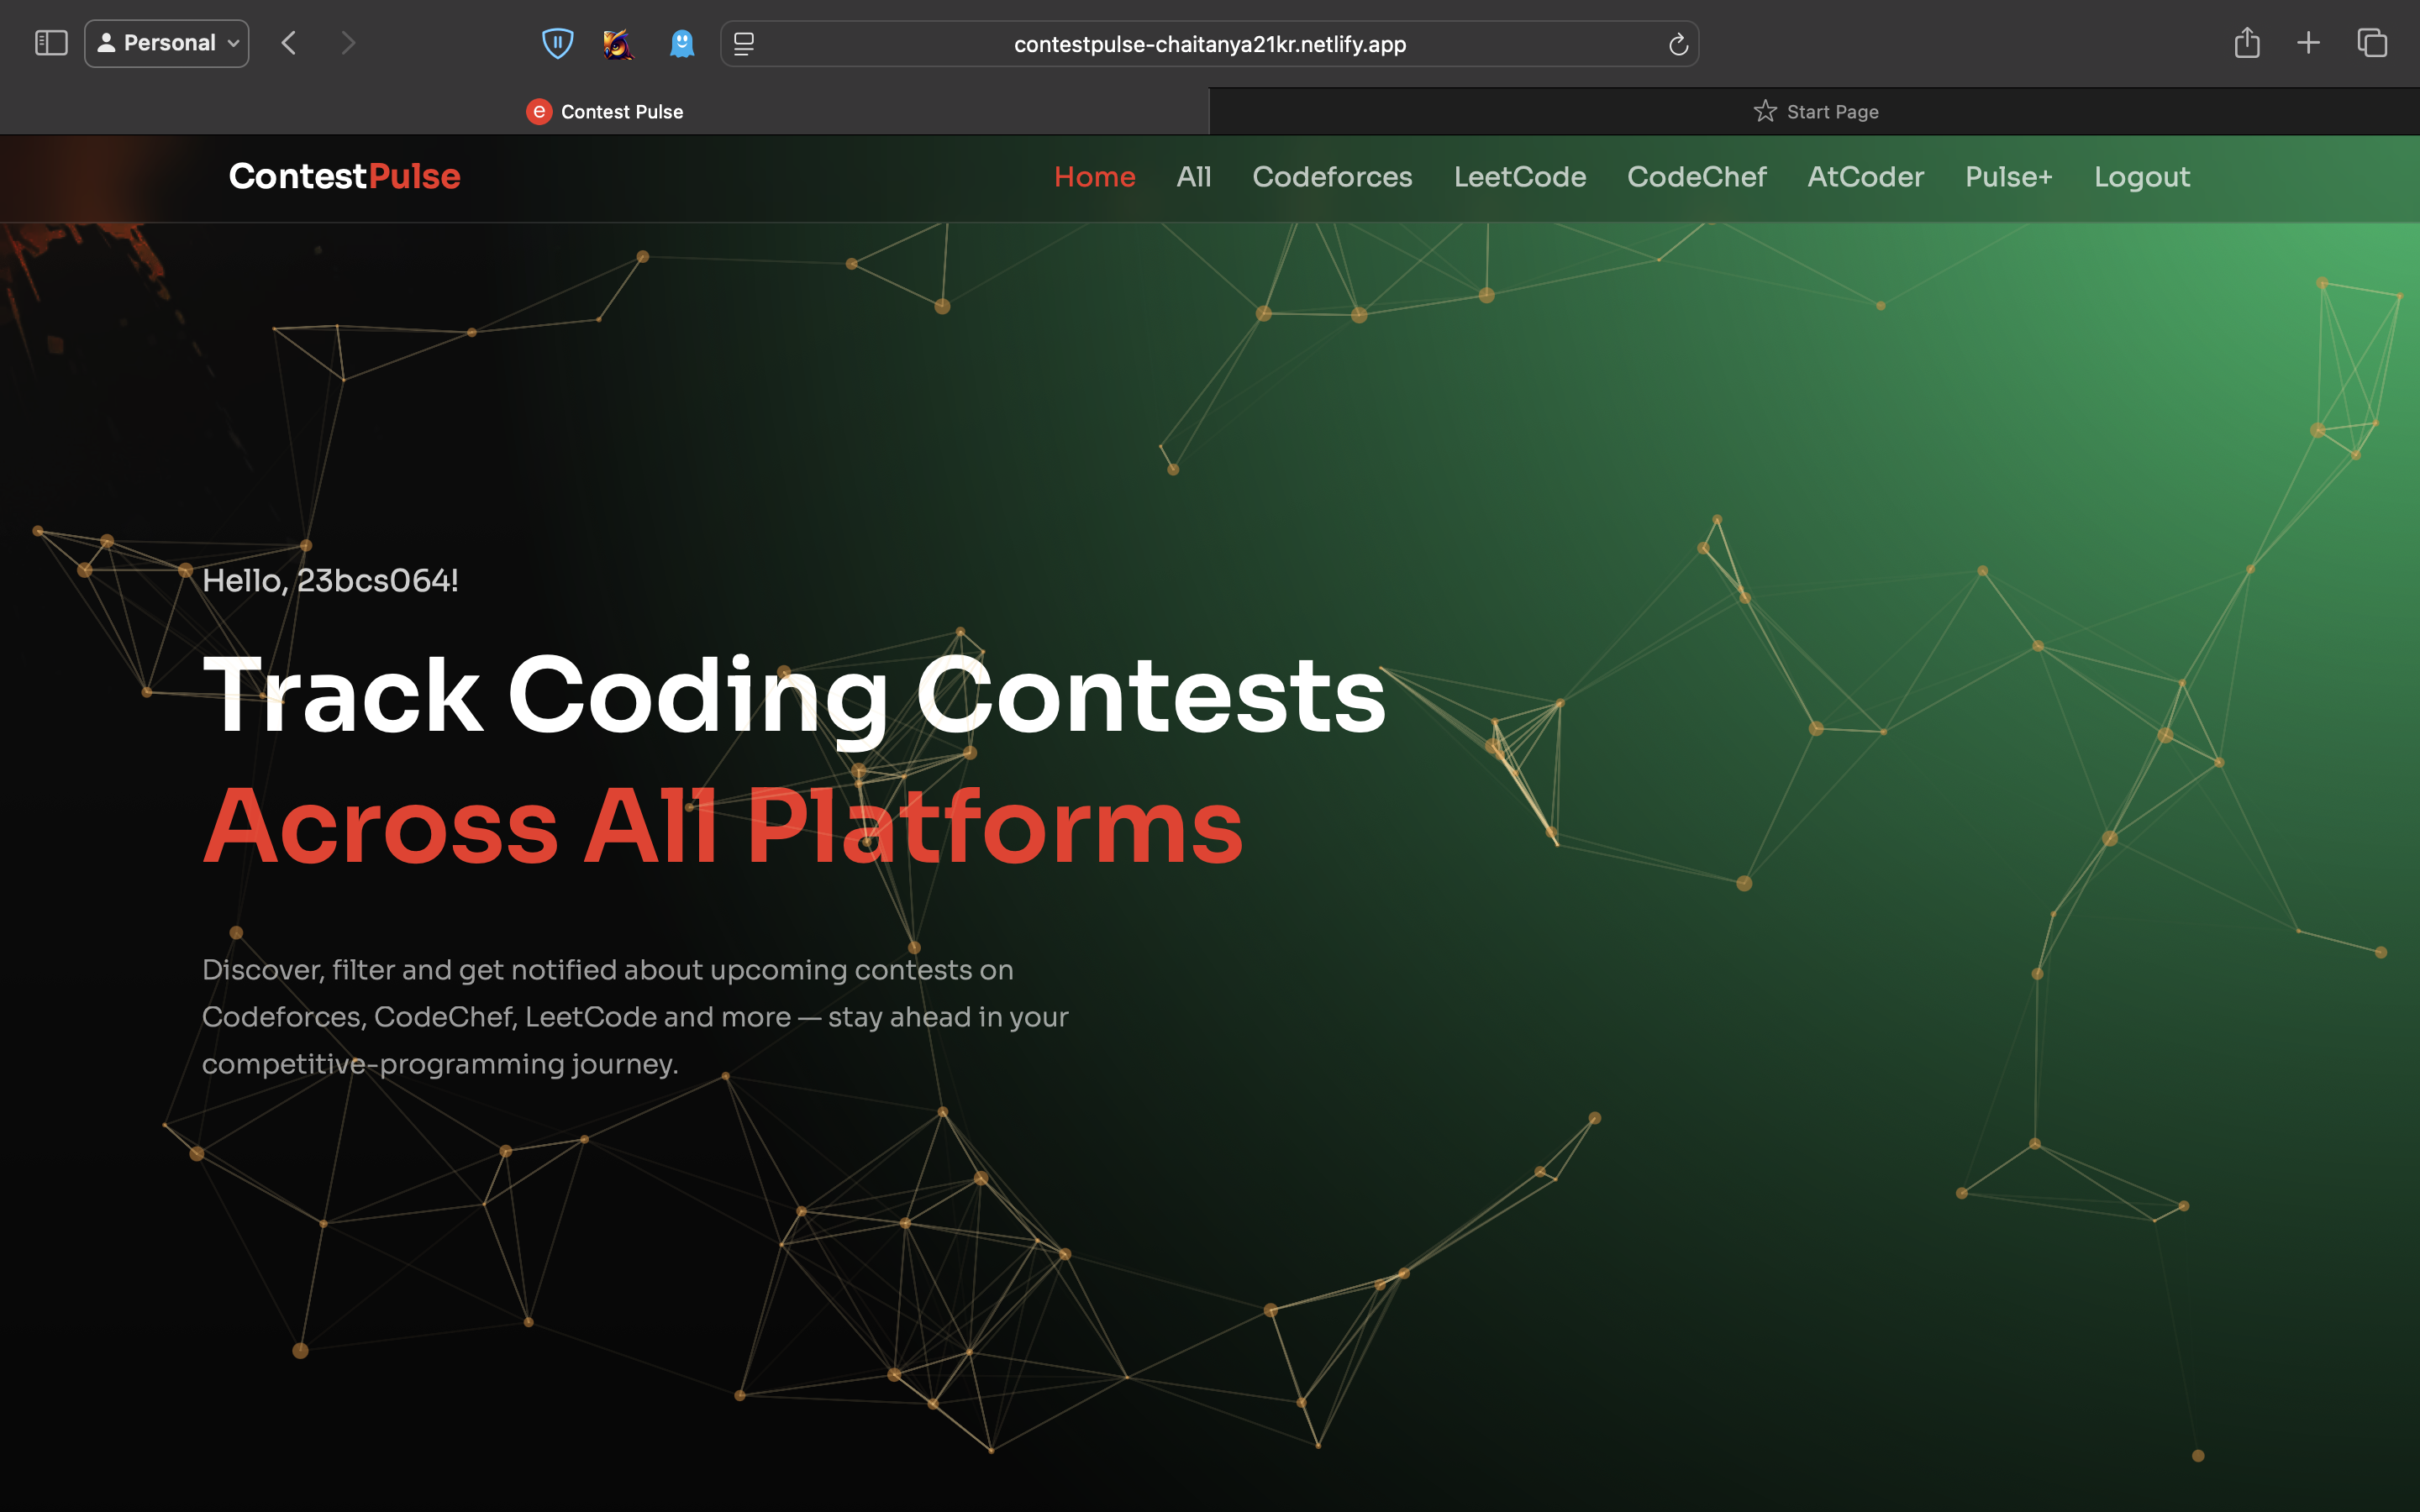 Personal
contestpulse-chaitanya21kr.netlify.app
e Contest Pulse
Start Page
ContestPulse
Home All Codeforces LeetCode CodeChef AtCoder Pulse+ Logout
Hello, 23bcs064!
Track Coding Contests
Across All Platforms
Discover, filter and get notified about upcoming contests on
Codeforces, CodeChef, LeetCode and more — stay ahead in your
competitive-programming journey.